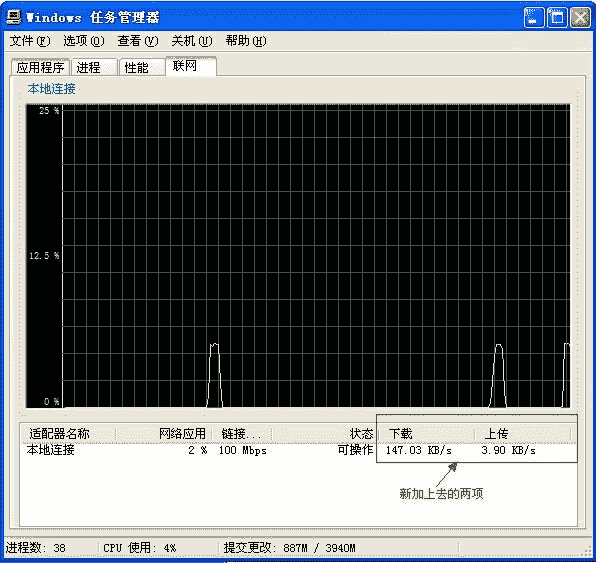 Windows 任务管理器
文件(F) 选项(O) 查看(V) 关机(U) 帮助(H)
应用程序 进程 性能 联网
本地连接
25 %
12.5 %
0 %
适配器名称 网络应用 链接... 状态 下载 上传
本地连接 2 % 100 Mbps 可操作 147.03 KB/s 3.90 KB/s
新加上去的两项
进程数: 38 CPU 使用: 4% 提交更改: 887M / 3940M